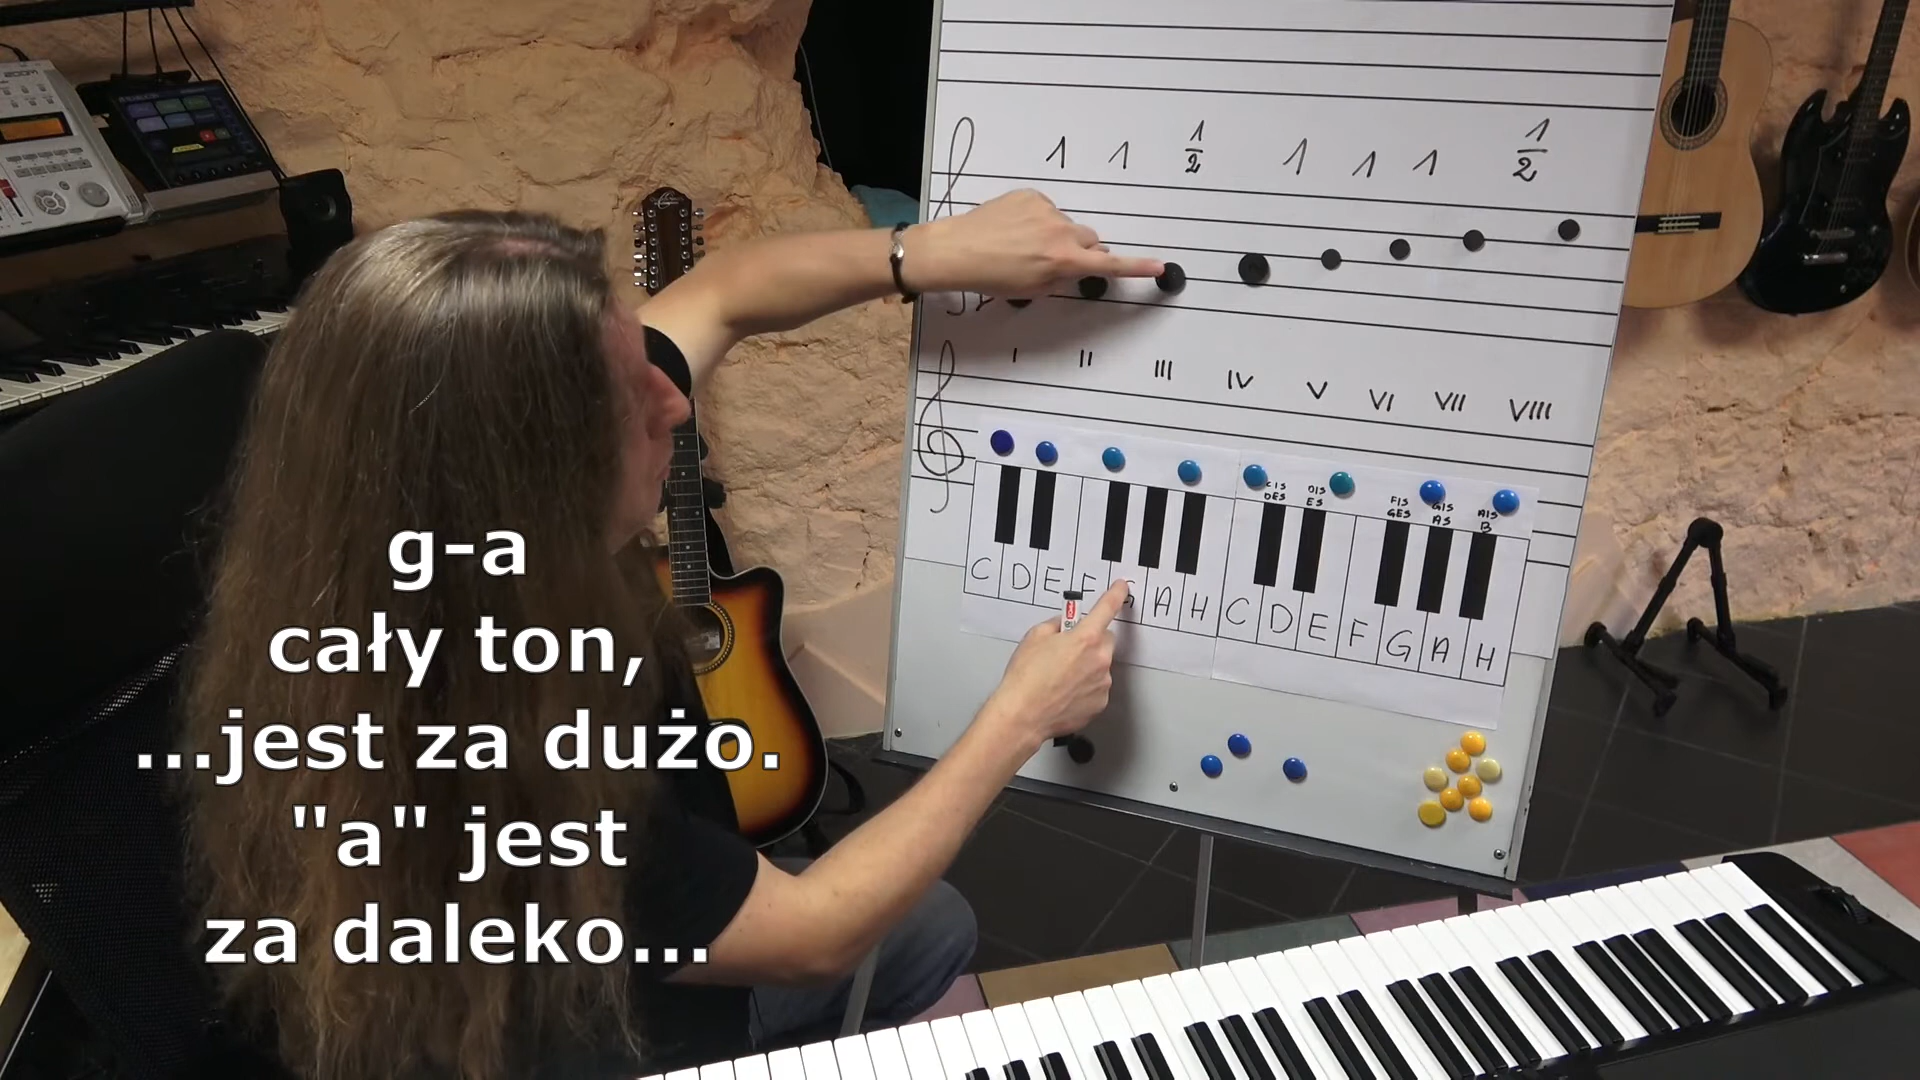 ZOOM
1 1 1/2 1 1 1 1/2
I II III IV V VI VII VIII
CIS DIS FIS GIS AIS
DES ES GES AS B
C D E F G A H C D E F G A H
g-a
cały ton,
...jest za dużo.
"a" jest
za daleko...